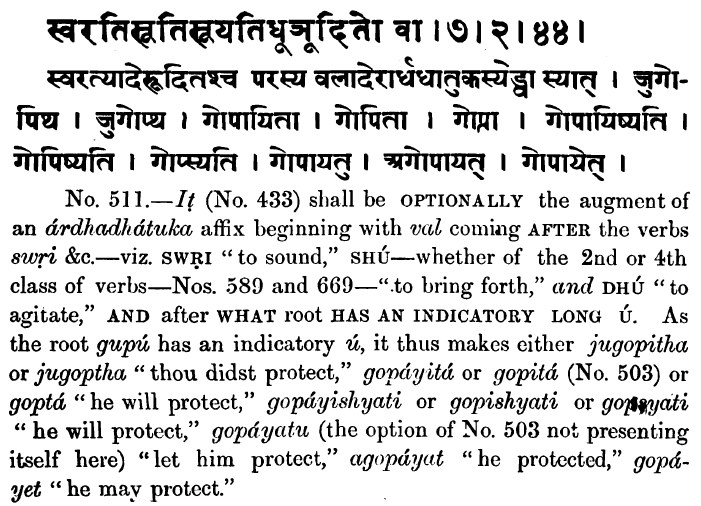 स्वरतिसूतिसूयतिधूञूदितो वा । ७ । २ । ४४ ।
स्वरत्यादेरूदितश्च परस्य वलादेरार्धधातुकस्येड्वा स्यात् । जुगो-
पिथ । जुगोप्थ । गोपायिता । गोपिता । गोप्ता । गोपायिष्यति ।
गोपिष्यति । गोप्स्यति । गोपायतु । अगोपायत् । गोपायेत् ।
No. 511.—Iṭ (No. 433) shall be OPTIONALLY the augment of
an árdhadhátuka affix beginning with val coming AFTER the verbs
swṛi &c.—viz. SWṚI “to sound,” SHÚ—whether of the 2nd or 4th
class of verbs—Nos. 589 and 669—“to bring forth,” and DHÚ “to
agitate,” AND after WHAT root HAS AN INDICATORY LONG Ú. As
the root gupú has an indicatory ú, it thus makes either jugopitha
or jugoptha “thou didst protect,” gopáyitá or gopitá (No. 503) or
goptá “he will protect,” gopáyishyati or gopishyati or gopsyati
“he will protect,” gopáyatu (the option of No. 503 not presenting
itself here) “let him protect,” agopáyat “he protected,” gopá-
yet “he may protect.”